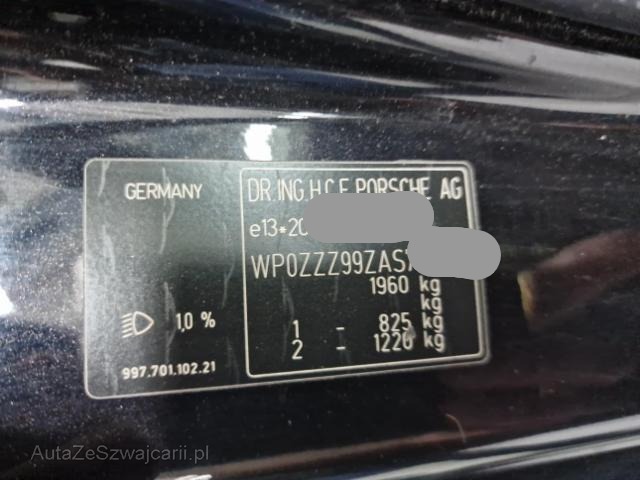 GERMANY
1,0 %
997.701.102.21
DR.ING.H.C.F.PORSCHE AG
e13*20
WP0ZZZ99ZAS
1960 kg
kg
1 - 825 kg
2 - 1220 kg
AutaZeSzwajcarii.pl